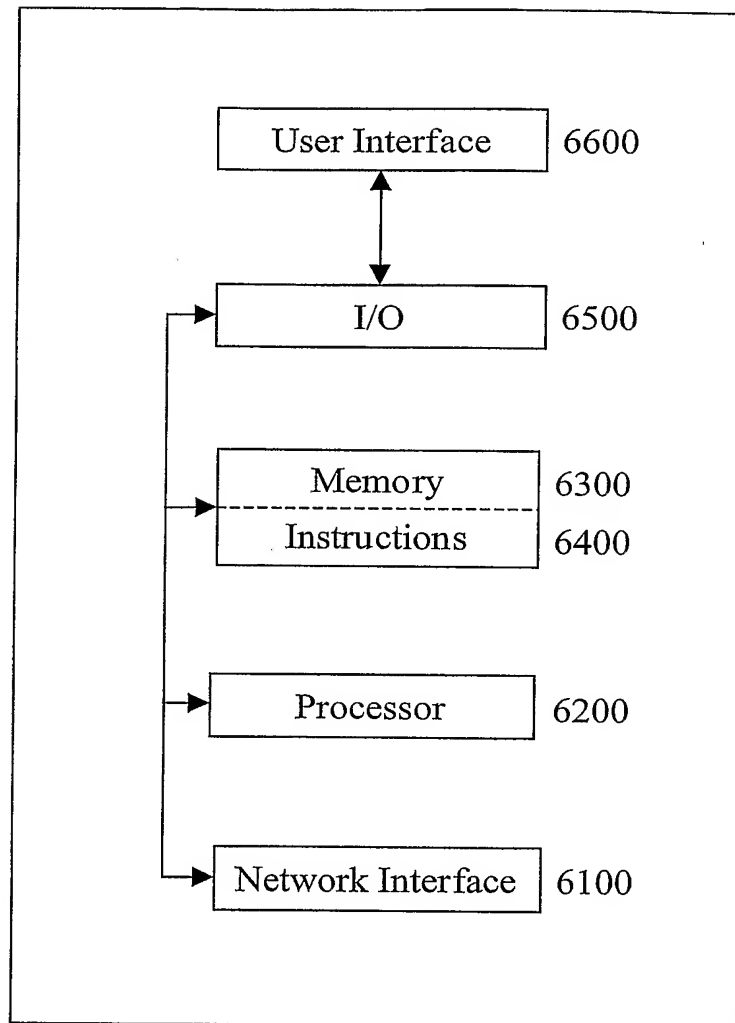 User Interface 6600
I/O 6500
Memory 6300
Instructions 6400
Processor 6200
Network Interface 6100